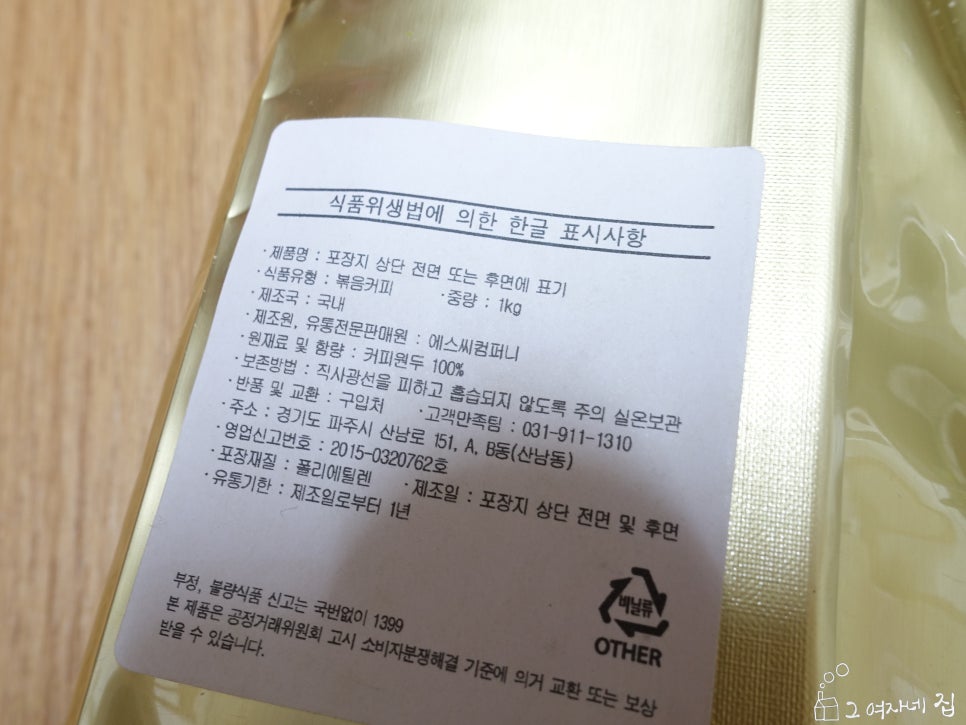 식품위생법에 의한 한글 표시사항
· 제품명 : 포장지 상단 전면 또는 후면에 표기
· 식품유형 : 볶음커피 · 중량 : 1kg
· 제조국 : 국내
· 제조원, 유통전문판매원 : 에스씨컴퍼니
· 원재료 및 함량 : 커피원두 100%
· 보존방법 : 직사광선을 피하고 흡습되지 않도록 주의 실온보관
· 반품 및 교환 : 구입처 · 고객만족팀 : 031-911-1310
· 주소 : 경기도 파주시 산남로 151, A, B동(산남동)
· 영업신고번호 : 2015-0320762호
· 포장재질 : 폴리에틸렌 · 제조일 : 포장지 상단 전면 및 후면
· 유통기한 : 제조일로부터 1년
부정, 불량식품 신고는 국번없이 1399
본 제품은 공정거래위원회 고시 소비자분쟁해결 기준에 의거 교환 또는 보상
받을 수 있습니다.
비닐류
OTHER
그 여자네 집